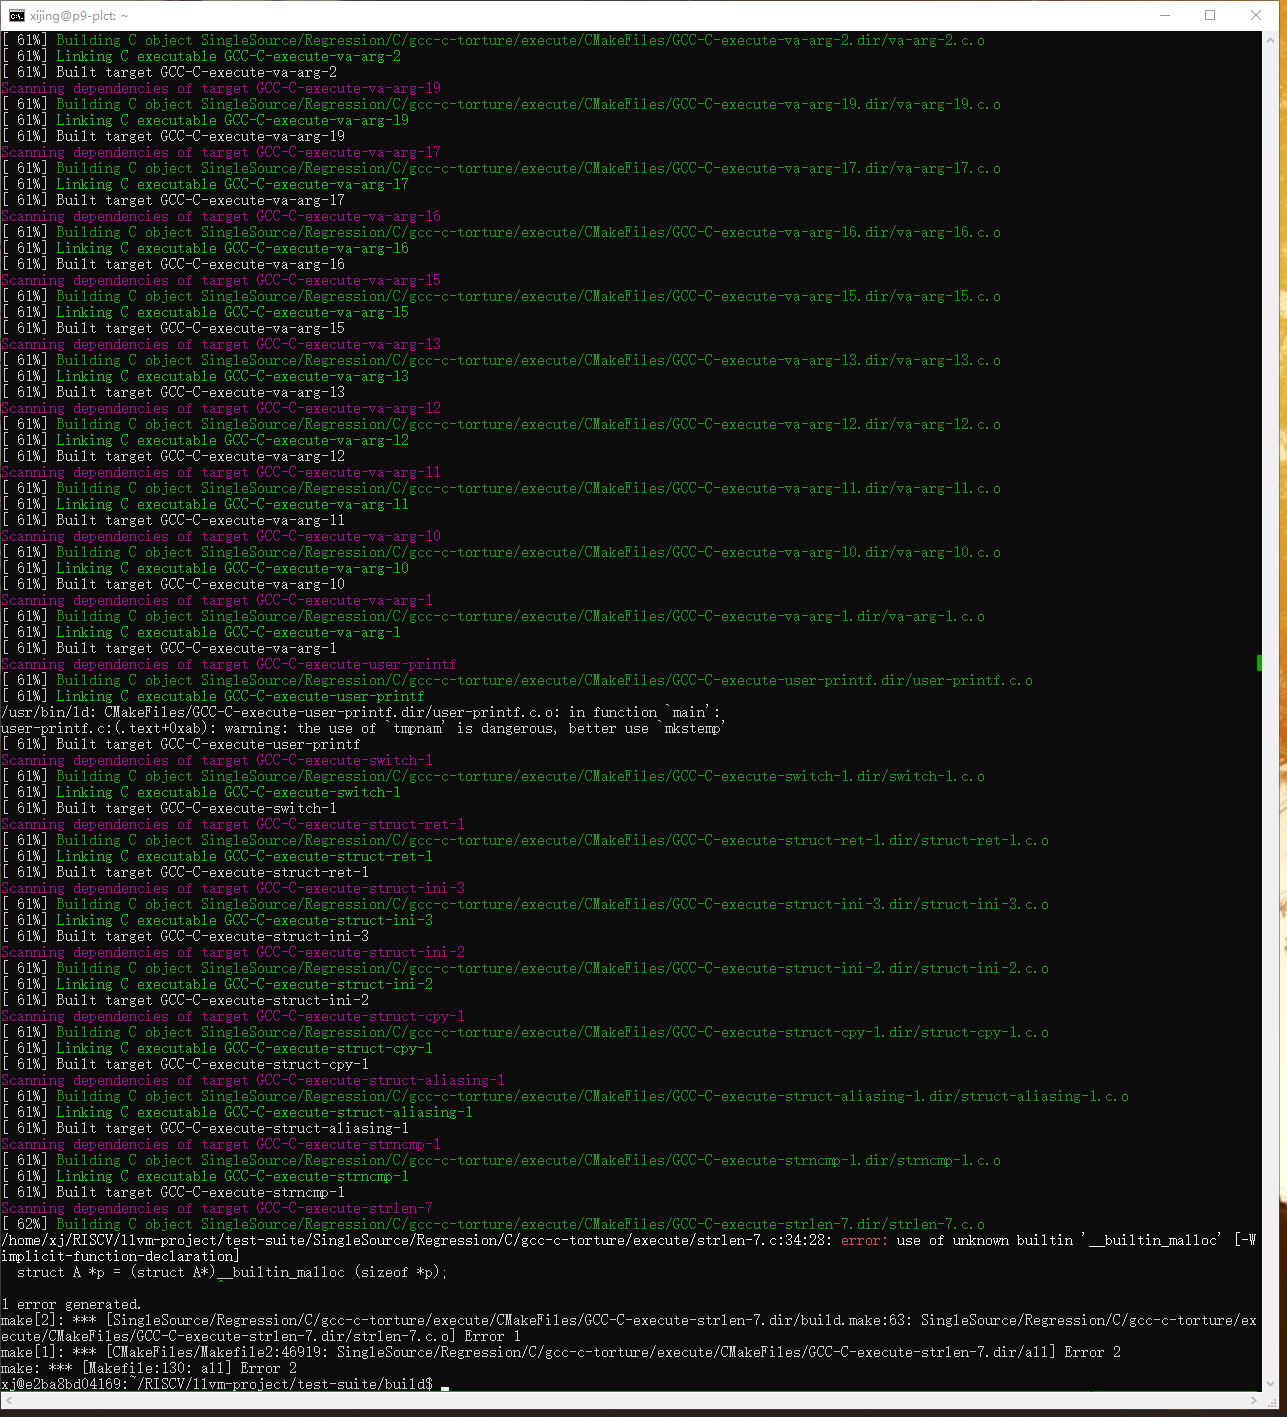 xijing@p9-plct: ~
[ 61%] Building C object SingleSource/Regression/C/gcc-c-torture/execute/CMakeFiles/GCC-C-execute-va-arg-2.dir/va-arg-2.c.o
[ 61%] Linking C executable GCC-C-execute-va-arg-2
[ 61%] Built target GCC-C-execute-va-arg-2
Scanning dependencies of target GCC-C-execute-va-arg-19
[ 61%] Building C object SingleSource/Regression/C/gcc-c-torture/execute/CMakeFiles/GCC-C-execute-va-arg-19.dir/va-arg-19.c.o
[ 61%] Linking C executable GCC-C-execute-va-arg-19
[ 61%] Built target GCC-C-execute-va-arg-19
Scanning dependencies of target GCC-C-execute-va-arg-17
[ 61%] Building C object SingleSource/Regression/C/gcc-c-torture/execute/CMakeFiles/GCC-C-execute-va-arg-17.dir/va-arg-17.c.o
[ 61%] Linking C executable GCC-C-execute-va-arg-17
[ 61%] Built target GCC-C-execute-va-arg-17
Scanning dependencies of target GCC-C-execute-va-arg-16
[ 61%] Building C object SingleSource/Regression/C/gcc-c-torture/execute/CMakeFiles/GCC-C-execute-va-arg-16.dir/va-arg-16.c.o
[ 61%] Linking C executable GCC-C-execute-va-arg-16
[ 61%] Built target GCC-C-execute-va-arg-16
Scanning dependencies of target GCC-C-execute-va-arg-15
[ 61%] Building C object SingleSource/Regression/C/gcc-c-torture/execute/CMakeFiles/GCC-C-execute-va-arg-15.dir/va-arg-15.c.o
[ 61%] Linking C executable GCC-C-execute-va-arg-15
[ 61%] Built target GCC-C-execute-va-arg-15
Scanning dependencies of target GCC-C-execute-va-arg-13
[ 61%] Building C object SingleSource/Regression/C/gcc-c-torture/execute/CMakeFiles/GCC-C-execute-va-arg-13.dir/va-arg-13.c.o
[ 61%] Linking C executable GCC-C-execute-va-arg-13
[ 61%] Built target GCC-C-execute-va-arg-13
Scanning dependencies of target GCC-C-execute-va-arg-12
[ 61%] Building C object SingleSource/Regression/C/gcc-c-torture/execute/CMakeFiles/GCC-C-execute-va-arg-12.dir/va-arg-12.c.o
[ 61%] Linking C executable GCC-C-execute-va-arg-12
[ 61%] Built target GCC-C-execute-va-arg-12
Scanning dependencies of target GCC-C-execute-va-arg-11
[ 61%] Building C object SingleSource/Regression/C/gcc-c-torture/execute/CMakeFiles/GCC-C-execute-va-arg-11.dir/va-arg-11.c.o
[ 61%] Linking C executable GCC-C-execute-va-arg-11
[ 61%] Built target GCC-C-execute-va-arg-11
Scanning dependencies of target GCC-C-execute-va-arg-10
[ 61%] Building C object SingleSource/Regression/C/gcc-c-torture/execute/CMakeFiles/GCC-C-execute-va-arg-10.dir/va-arg-10.c.o
[ 61%] Linking C executable GCC-C-execute-va-arg-10
[ 61%] Built target GCC-C-execute-va-arg-10
Scanning dependencies of target GCC-C-execute-va-arg-1
[ 61%] Building C object SingleSource/Regression/C/gcc-c-torture/execute/CMakeFiles/GCC-C-execute-va-arg-1.dir/va-arg-1.c.o
[ 61%] Linking C executable GCC-C-execute-va-arg-1
[ 61%] Built target GCC-C-execute-va-arg-1
Scanning dependencies of target GCC-C-execute-user-printf
[ 61%] Building C object SingleSource/Regression/C/gcc-c-torture/execute/CMakeFiles/GCC-C-execute-user-printf.dir/user-printf.c.o
[ 61%] Linking C executable GCC-C-execute-user-printf
/usr/bin/ld: CMakeFiles/GCC-C-execute-user-printf.dir/user-printf.c.o: in function `main':
user-printf.c:(.text+0xab): warning: the use of `tmpnam' is dangerous, better use `mkstemp'
[ 61%] Built target GCC-C-execute-user-printf
Scanning dependencies of target GCC-C-execute-switch-1
[ 61%] Building C object SingleSource/Regression/C/gcc-c-torture/execute/CMakeFiles/GCC-C-execute-switch-1.dir/switch-1.c.o
[ 61%] Linking C executable GCC-C-execute-switch-1
[ 61%] Built target GCC-C-execute-switch-1
Scanning dependencies of target GCC-C-execute-struct-ret-1
[ 61%] Building C object SingleSource/Regression/C/gcc-c-torture/execute/CMakeFiles/GCC-C-execute-struct-ret-1.dir/struct-ret-1.c.o
[ 61%] Linking C executable GCC-C-execute-struct-ret-1
[ 61%] Built target GCC-C-execute-struct-ret-1
Scanning dependencies of target GCC-C-execute-struct-ini-3
[ 61%] Building C object SingleSource/Regression/C/gcc-c-torture/execute/CMakeFiles/GCC-C-execute-struct-ini-3.dir/struct-ini-3.c.o
[ 61%] Linking C executable GCC-C-execute-struct-ini-3
[ 61%] Built target GCC-C-execute-struct-ini-3
Scanning dependencies of target GCC-C-execute-struct-ini-2
[ 61%] Building C object SingleSource/Regression/C/gcc-c-torture/execute/CMakeFiles/GCC-C-execute-struct-ini-2.dir/struct-ini-2.c.o
[ 61%] Linking C executable GCC-C-execute-struct-ini-2
[ 61%] Built target GCC-C-execute-struct-ini-2
Scanning dependencies of target GCC-C-execute-struct-cpy-1
[ 61%] Building C object SingleSource/Regression/C/gcc-c-torture/execute/CMakeFiles/GCC-C-execute-struct-cpy-1.dir/struct-cpy-1.c.o
[ 61%] Linking C executable GCC-C-execute-struct-cpy-1
[ 61%] Built target GCC-C-execute-struct-cpy-1
Scanning dependencies of target GCC-C-execute-struct-aliasing-1
[ 61%] Building C object SingleSource/Regression/C/gcc-c-torture/execute/CMakeFiles/GCC-C-execute-struct-aliasing-1.dir/struct-aliasing-1.c.o
[ 61%] Linking C executable GCC-C-execute-struct-aliasing-1
[ 61%] Built target GCC-C-execute-struct-aliasing-1
Scanning dependencies of target GCC-C-execute-strncmp-1
[ 61%] Building C object SingleSource/Regression/C/gcc-c-torture/execute/CMakeFiles/GCC-C-execute-strncmp-1.dir/strncmp-1.c.o
[ 61%] Linking C executable GCC-C-execute-strncmp-1
[ 61%] Built target GCC-C-execute-strncmp-1
Scanning dependencies of target GCC-C-execute-strlen-7
[ 62%] Building C object SingleSource/Regression/C/gcc-c-torture/execute/CMakeFiles/GCC-C-execute-strlen-7.dir/strlen-7.c.o
/home/xj/RISCV/llvm-project/test-suite/SingleSource/Regression/C/gcc-c-torture/execute/strlen-7.c:34:28: error: use of unknown builtin '__builtin_malloc' [-W
implicit-function-declaration]
  struct A *p = (struct A*)__builtin_malloc (sizeof *p);
^
1 error generated.
make[2]: *** [SingleSource/Regression/C/gcc-c-torture/execute/CMakeFiles/GCC-C-execute-strlen-7.dir/build.make:63: SingleSource/Regression/C/gcc-c-torture/ex
ecute/CMakeFiles/GCC-C-execute-strlen-7.dir/strlen-7.c.o] Error 1
make[1]: *** [CMakeFiles/Makefile2:46919: SingleSource/Regression/C/gcc-c-torture/execute/CMakeFiles/GCC-C-execute-strlen-7.dir/all] Error 2
make: *** [Makefile:130: all] Error 2
xj@e2ba8bd04169:~/RISCV/llvm-project/test-suite/build$